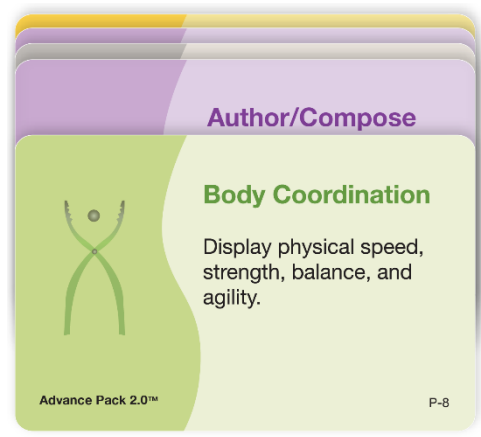 Author/Compose
Body Coordination
Display physical speed,
strength, balance, and
agility.
Advance Pack 2.0™
P-8